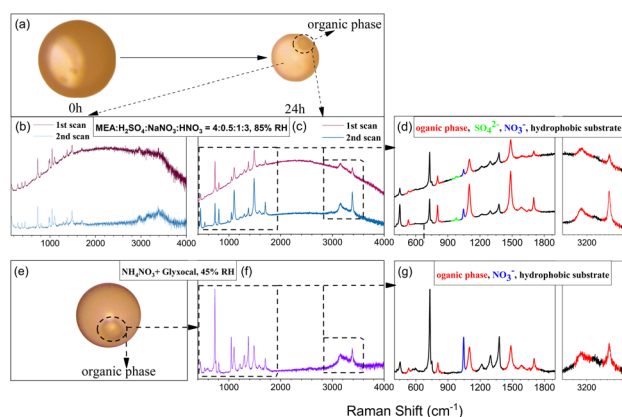 (a)
organic phase
0h
24h
(b)
1st scan
2nd scan
MEA:H₂SO₄:NaNO₃:HNO₃ = 4:0.5:1:3, 85% RH
(c)
1st scan
2nd scan
(d)
oganic phase, SO₄²⁻, NO₃⁻, hydrophobic substrate
0 1000 2000 3000 4000
1000 2000 3000 4000
600 900 1200 1500 1800
3200
(e)
NH₄NO₃+ Glyxocal, 45% RH
(f)
(g)
oganic phase, NO₃⁻, hydrophobic substrate
organic phase
1000 2000 3000 4000
600 900 1200 1500 1800
3200
Raman Shift (cm⁻¹)